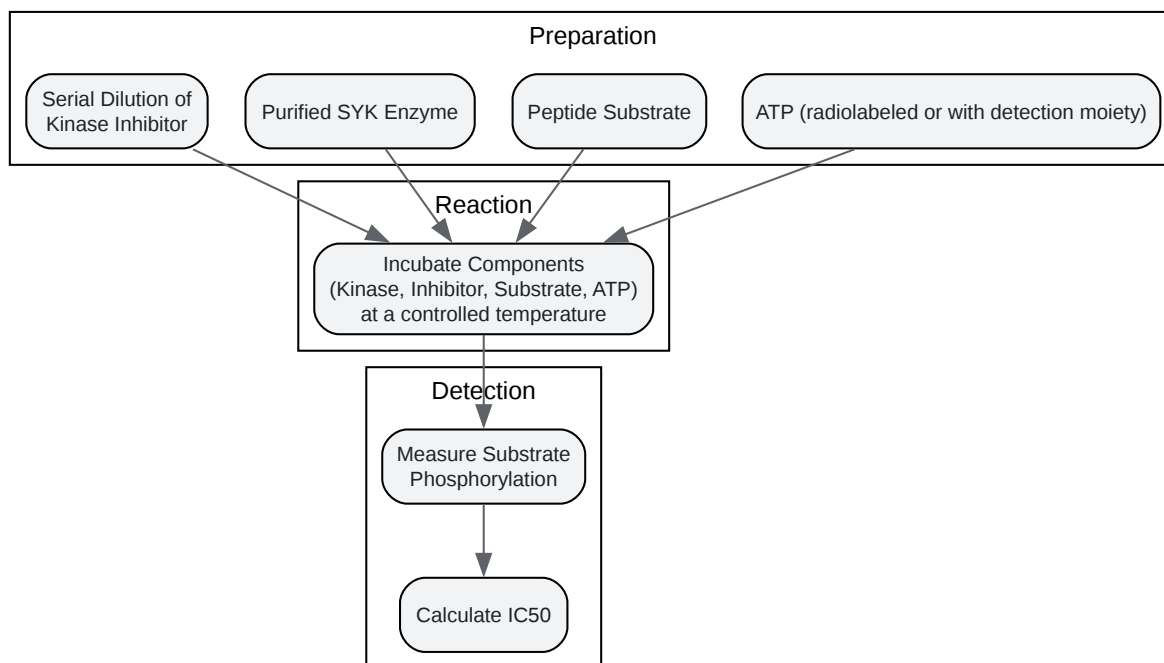 Preparation
Serial Dilution of
Kinase Inhibitor
Purified SYK Enzyme
Peptide Substrate
ATP (radiolabeled or with detection moiety)
Reaction
Incubate Components
(Kinase, Inhibitor, Substrate, ATP)
at a controlled temperature
Detection
Measure Substrate
Phosphorylation
Calculate IC50